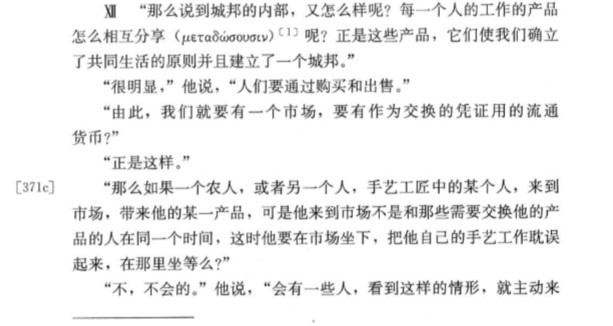 XII “那么说到城邦的内部，又怎么样呢？每一个人的工作的产品
怎么相互分享（μεταδώσουσιν）[1]呢？正是这些产品，它们使我们确立
了共同生活的原则并且建立了一个城邦。”
“很明显，”他说，“人们要通过购买和出售。”
“由此，我们就要有一个市场，要有作为交换的凭证用的流通
货币？”
“正是这样。”
[371c] “那么如果一个农人，或者另一个人，手艺工匠中的某个人，来到
市场，带来他的某一产品，可是他来到市场不是和那些需要交换他的产
品的人在同一个时间，这时他要在市场坐下，把他自己的手艺工作耽误
起来，在那里坐等么？”
“不，不会的。”他说，“会有一些人，看到这样的情形，就主动来